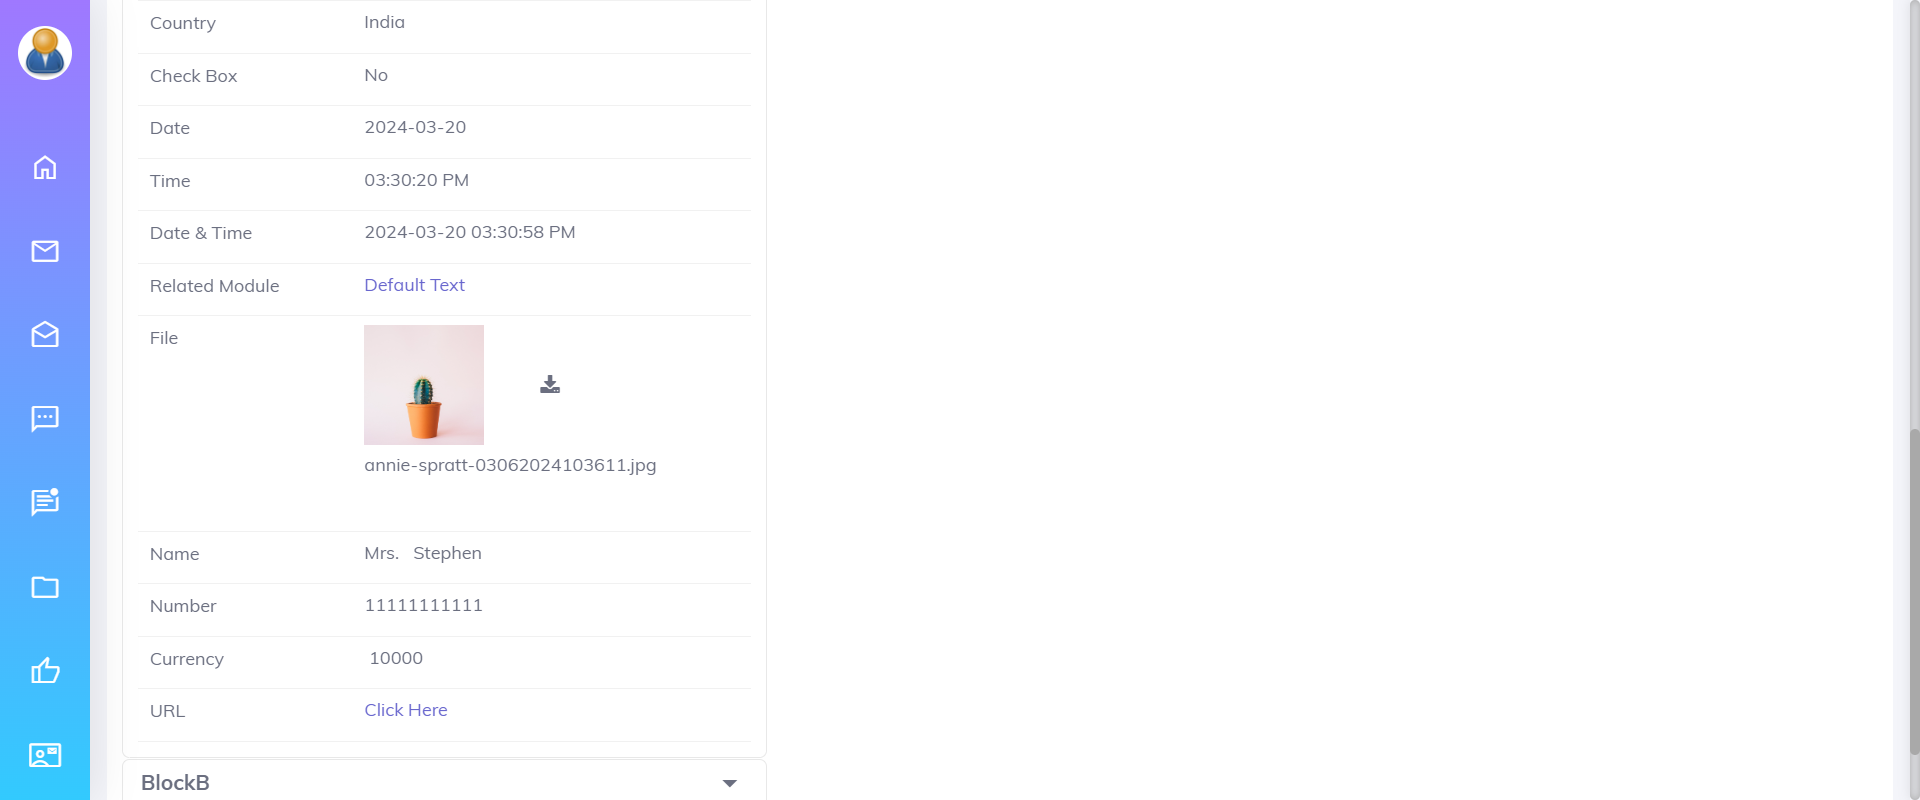 Country India
Check Box No
Date 2024-03-20
Time 03:30:20 PM
Date & Time 2024-03-20 03:30:58 PM
Related Module Default Text
File
annie-spratt-03062024103611.jpg
Name Mrs. Stephen
Number 11111111111
Currency 10000
URL Click Here
BlockB